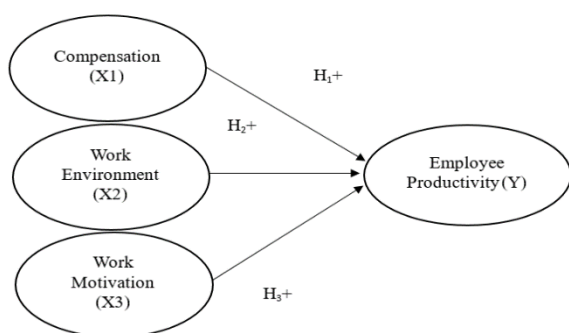 Compensation
(X1)
H₁+
H₂+
Work
Environment
(X2)
Employee
Productivity (Y)
Work
Motivation
(X3)
H₃+